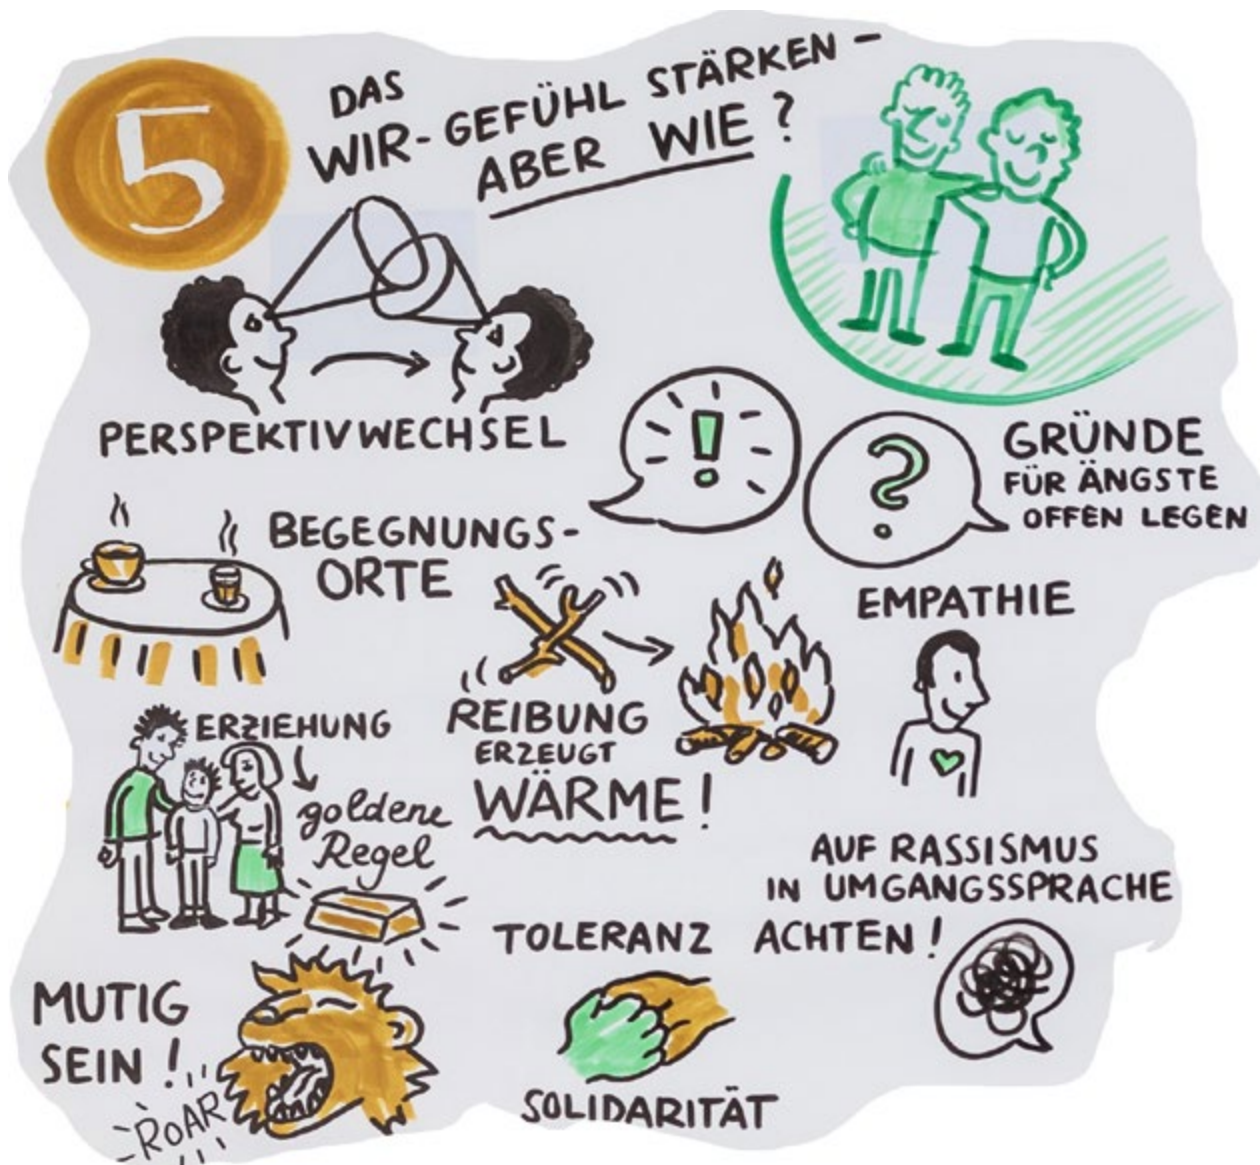 5
DAS
WIR-GEFÜHL STÄRKEN –
ABER WIE?
PERSPEKTIVWECHSEL
!
?
GRÜNDE
FÜR ÄNGSTE
OFFEN LEGEN
BEGEGNUNGS-
ORTE
EMPATHIE
ERZIEHUNG
goldene
Regel
REIBUNG
ERZEUGT
WÄRME!
AUF RASSISMUS
IN UMGANGSSPRACHE
ACHTEN!
TOLERANZ
SOLIDARITÄT
MUTIG
SEIN!
ROAR